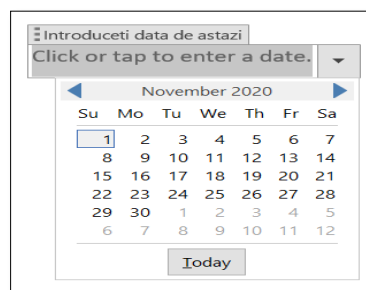 Introduceti data de astazi
Click or tap to enter a date.
November 2020
Su Mo Tu We Th Fr Sa
1 2 3 4 5 6 7
8 9 10 11 12 13 14
15 16 17 18 19 20 21
22 23 24 25 26 27 28
29 30 1 2 3 4 5
6 7 8 9 10 11 12
Today